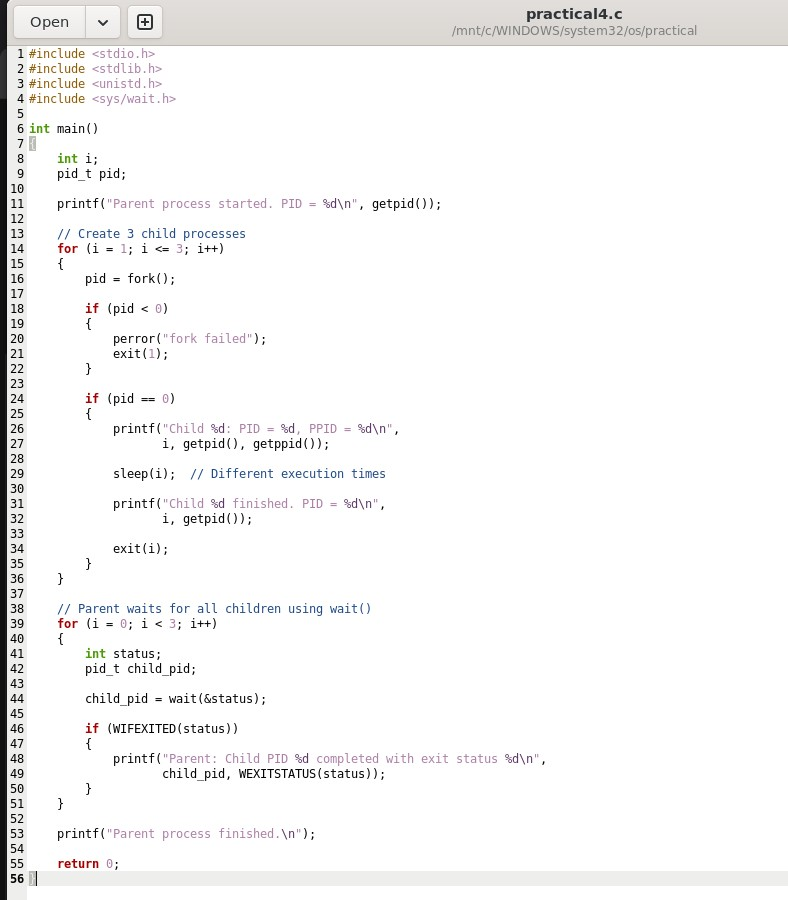 Open
practical4.c
/mnt/c/WINDOWS/system32/os/practical
1 #include <stdio.h>
2 #include <stdlib.h>
3 #include <unistd.h>
4 #include <sys/wait.h>
5
6 int main()
7 {
8     int i;
9     pid_t pid;
10
11     printf("Parent process started. PID = %d\n", getpid());
12
13     // Create 3 child processes
14     for (i = 1; i <= 3; i++)
15     {
16         pid = fork();
17
18         if (pid < 0)
19         {
20             perror("fork failed");
21             exit(1);
22         }
23
24         if (pid == 0)
25         {
26             printf("Child %d: PID = %d, PPID = %d\n",
27                    i, getpid(), getppid());
28
29             sleep(i);  // Different execution times
30
31             printf("Child %d finished. PID = %d\n",
32                    i, getpid());
33
34             exit(i);
35         }
36     }
37
38     // Parent waits for all children using wait()
39     for (i = 0; i < 3; i++)
40     {
41         int status;
42         pid_t child_pid;
43
44         child_pid = wait(&status);
45
46         if (WIFEXITED(status))
47         {
48             printf("Parent: Child PID %d completed with exit status %d\n",
49                    child_pid, WEXITSTATUS(status));
50         }
51     }
52
53     printf("Parent process finished.\n");
54
55     return 0;
56 }